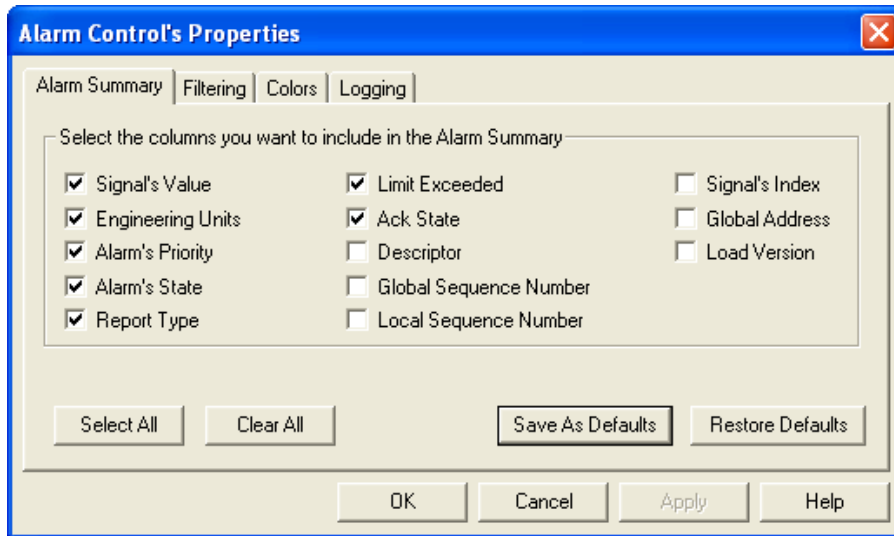 Alarm Control's Properties
Alarm Summary Filtering Colors Logging
Select the columns you want to include in the Alarm Summary
Signal's Value Limit Exceeded Signal's Index
Engineering Units Ack State Global Address
Alarm's Priority Descriptor Load Version
Alarm's State Global Sequence Number
Report Type Local Sequence Number
Select All Clear All Save As Defaults Restore Defaults
OK Cancel Apply Help